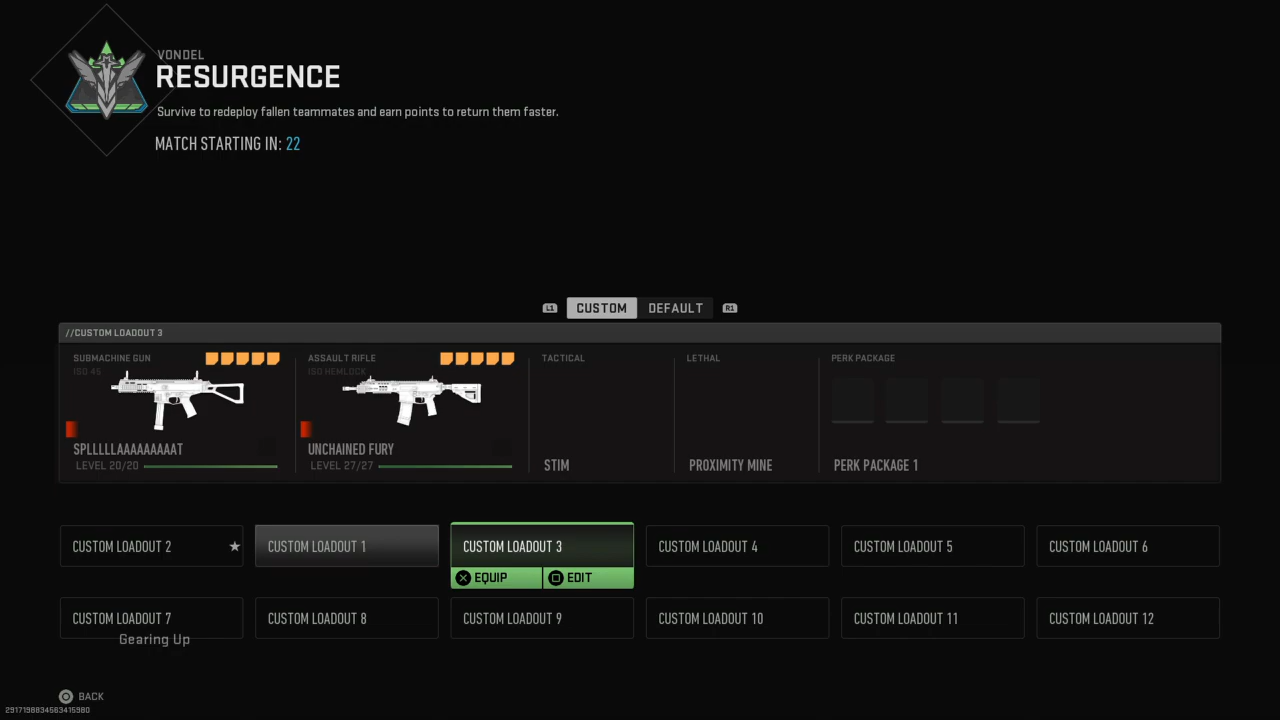 VONDEL
RESURGENCE
Survive to redeploy fallen teammates and earn points to return them faster.
MATCH STARTING IN: 22
L1 CUSTOM DEFAULT R1
//CUSTOM LOADOUT 3
SUBMACHINE GUN ASSAULT RIFLE TACTICAL LETHAL PERK PACKAGE
ISO 45 ISO HEMLOCK
SPLLLLLAAAAAAAAAT UNCHAINED FURY
LEVEL 20/20 LEVEL 27/27 STIM PROXIMITY MINE PERK PACKAGE 1
CUSTOM LOADOUT 2 CUSTOM LOADOUT 1 CUSTOM LOADOUT 3 CUSTOM LOADOUT 4 CUSTOM LOADOUT 5 CUSTOM LOADOUT 6
EQUIP EDIT
CUSTOM LOADOUT 7 CUSTOM LOADOUT 8 CUSTOM LOADOUT 9 CUSTOM LOADOUT 10 CUSTOM LOADOUT 11 CUSTOM LOADOUT 12
Gearing Up
BACK
2917198834563415980